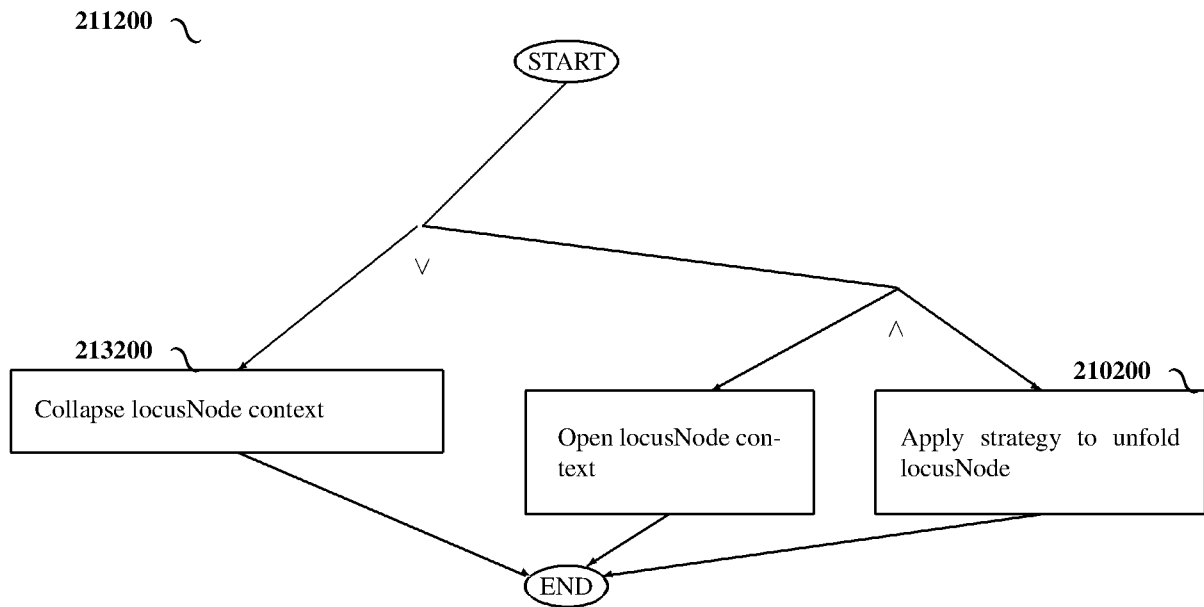 211200
START
∨
∧
213200
210200
Collapse locusNode context
Open locusNode con-
text
Apply strategy to unfold
locusNode
END